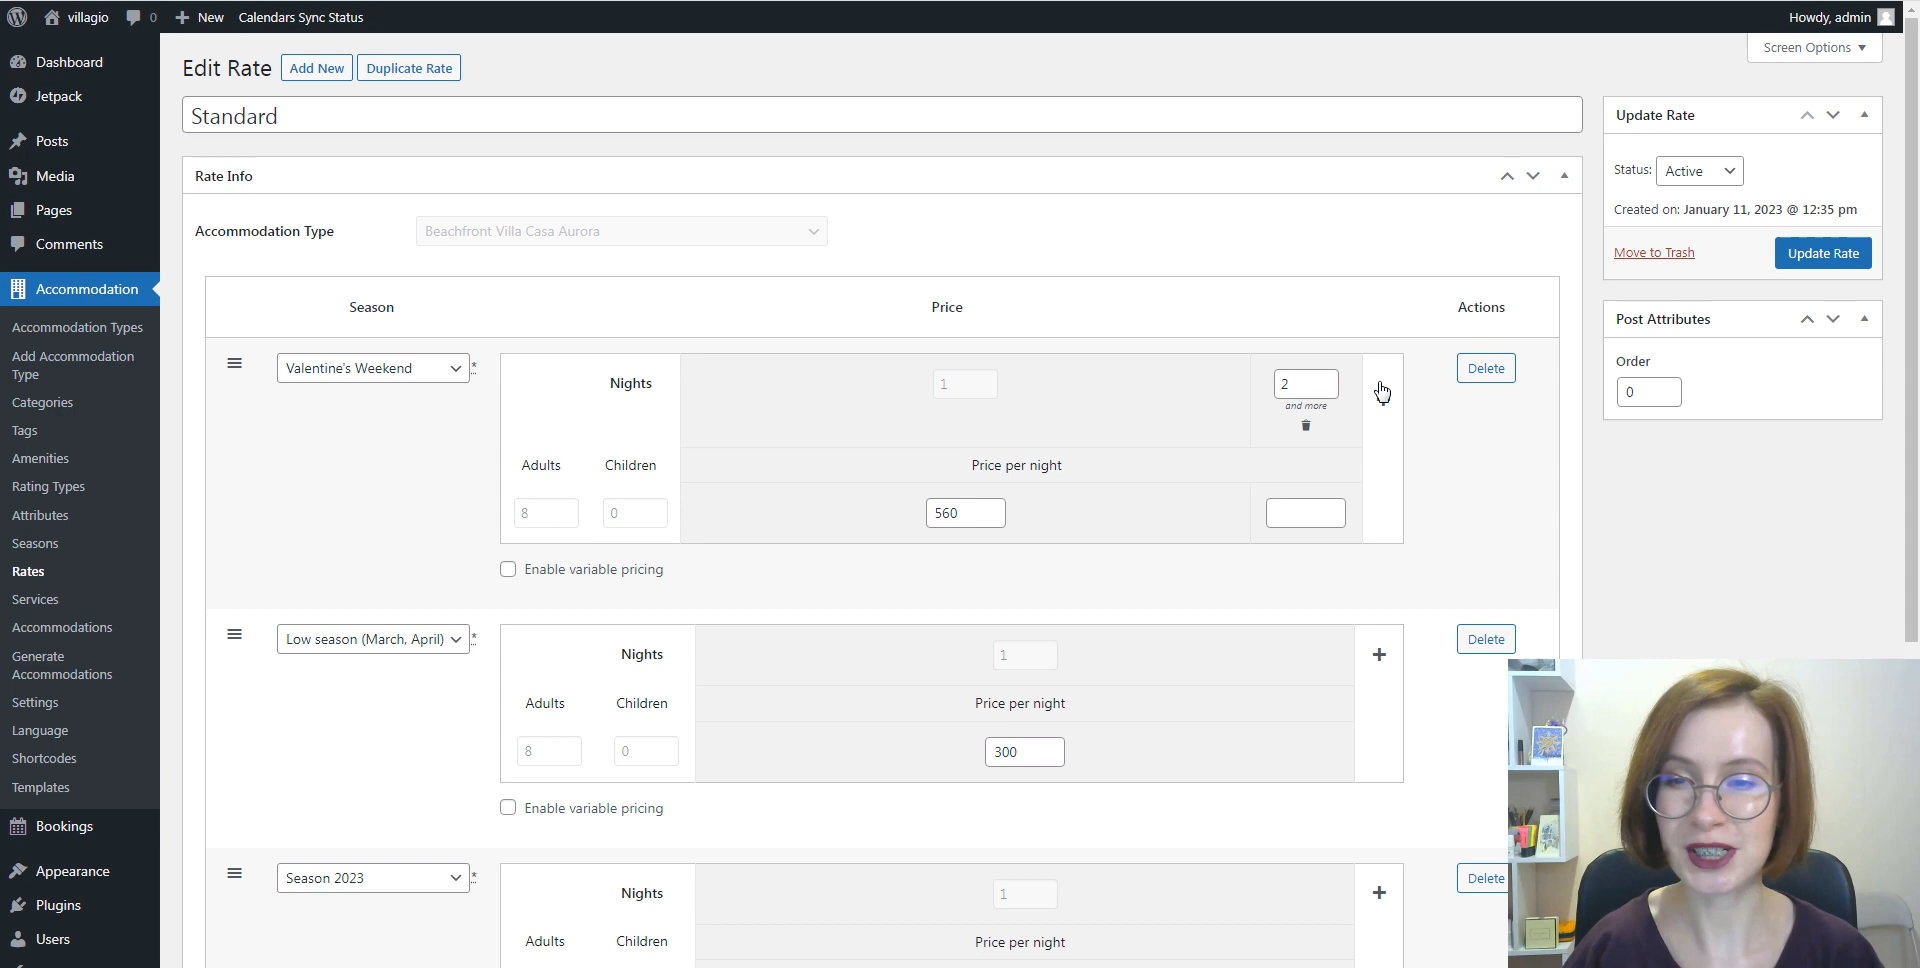 villagio 0 New Calendars Sync Status Howdy, admin
Screen Options
Dashboard
Jetpack
Posts
Media
Pages
Comments
Accommodation
Accommodation Types
Add Accommodation
Type
Categories
Tags
Amenities
Rating Types
Attributes
Seasons
Rates
Services
Accommodations
Generate
Accommodations
Settings
Language
Shortcodes
Templates
Bookings
Appearance
Plugins
Users
Edit Rate Add New Duplicate Rate
Standard
Rate Info
Accommodation Type Beachfront Villa Casa Aurora
Season Price Actions
Valentine's Weekend * Nights 1 2 Delete
and more
Adults Children Price per night
8 0 560
Enable variable pricing
Low season (March, April) * Nights 1 + Delete
Adults Children Price per night
8 0 300
Enable variable pricing
Season 2023 * Nights 1 + Delete
Adults Children Price per night
Update Rate
Status: Active
Created on: January 11, 2023 @ 12:35 pm
Move to Trash Update Rate
Post Attributes
Order
0